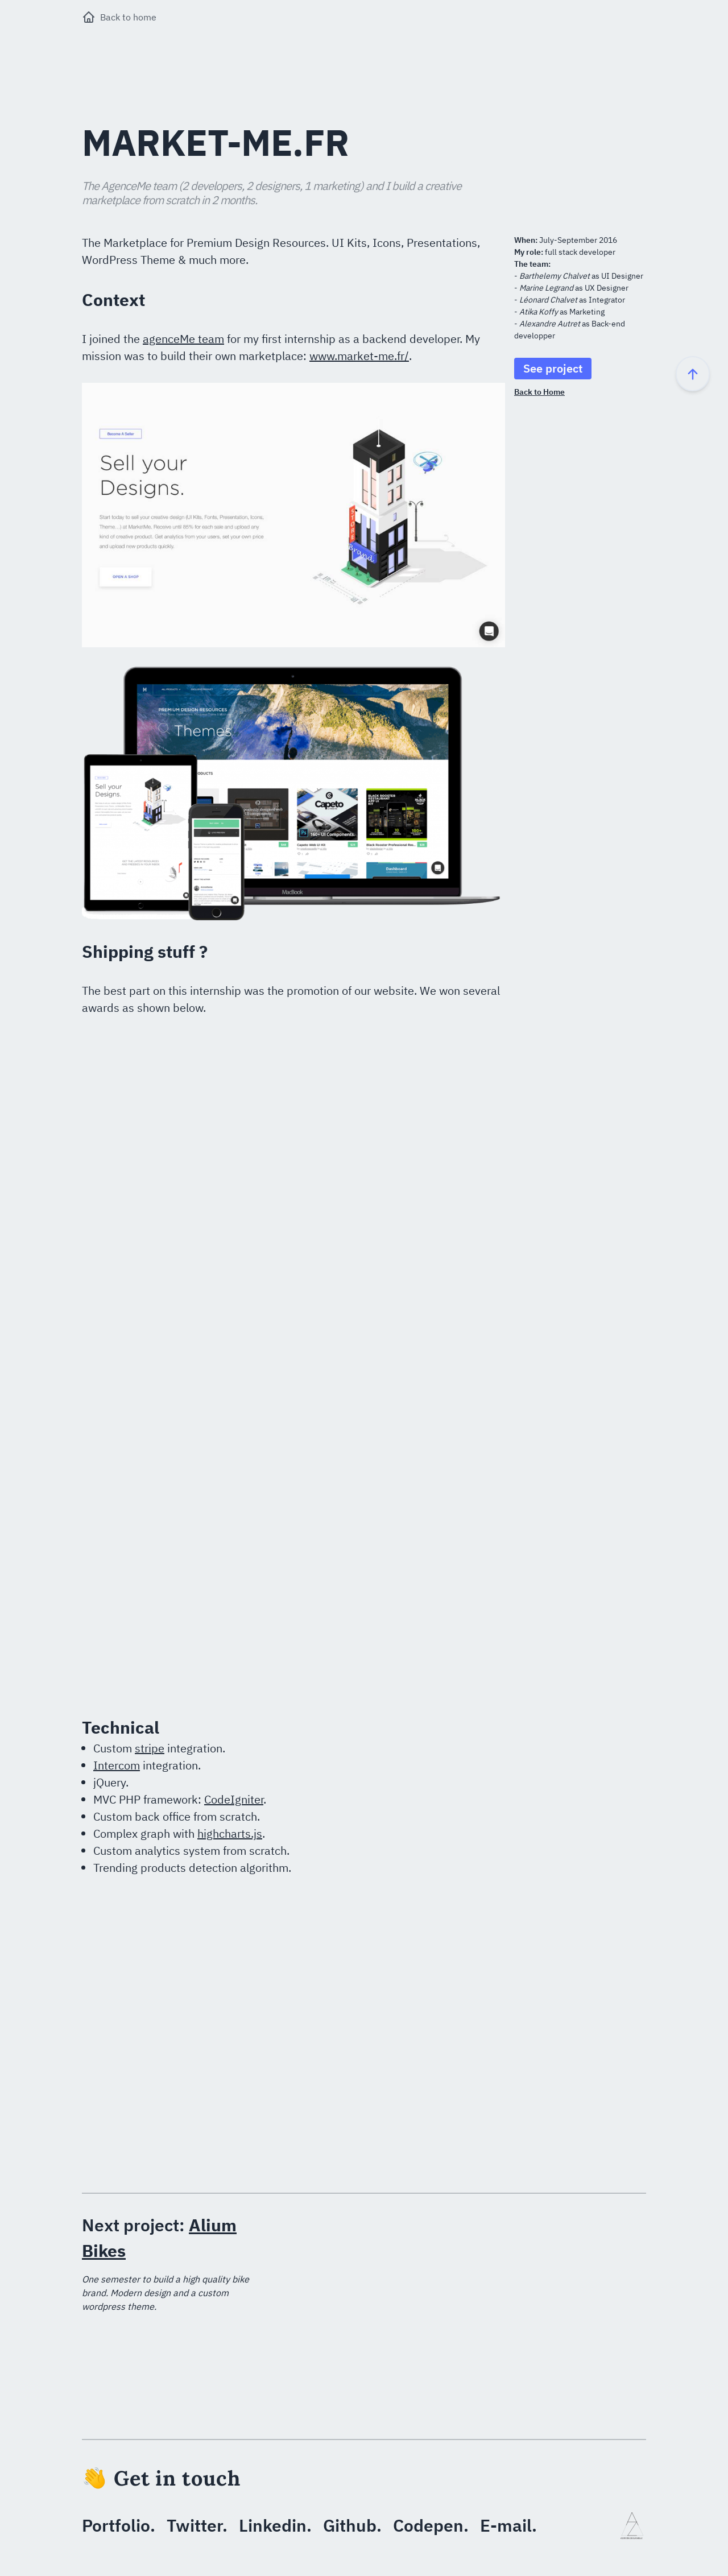 Back to home
MARKET-ME.FR
The AgenceMe team (2 developers, 2 designers, 1 marketing) and I build a creative
marketplace from scratch in 2 months.
The Marketplace for Premium Design Resources. UI Kits, Icons, Presentations,
WordPress Theme & much more.
Context
I joined the agenceMe team for my first internship as a backend developer. My
mission was to build their own marketplace: www.market-me.fr/.
When: July-September 2016
My role: full stack developer
The team:
- Barthelemy Chalvet as UI Designer
- Marine Legrand as UX Designer
- Léonard Chalvet as Integrator
- Atika Koffy as Marketing
- Alexandre Autret as Back-end
developper
See project
Back to Home
Become A Seller
Sell your
Designs.
Start today to sell your creative design (UI Kits, Fonts, Presentation, Icons,
Theme...) at MarketMe. Receive until 85% for each sale and upload any
kind of creative product. Get analytics from your users, set your own price
and upload new products quickly.
OPEN A SHOP
PREMIUM DESIGN RESOURCES
Themes
Sell your
Designs.
Capeto
MacBook
Shipping stuff ?
The best part on this internship was the promotion of our website. We won several
awards as shown below.
Technical
Custom stripe integration.
Intercom integration.
jQuery.
MVC PHP framework: CodeIgniter.
Custom back office from scratch.
Complex graph with highcharts.js.
Custom analytics system from scratch.
Trending products detection algorithm.
Next project: Alium
Bikes
One semester to build a high quality bike
brand. Modern design and a custom
wordpress theme.
👋 Get in touch
Portfolio. Twitter. Linkedin. Github. Codepen. E-mail.